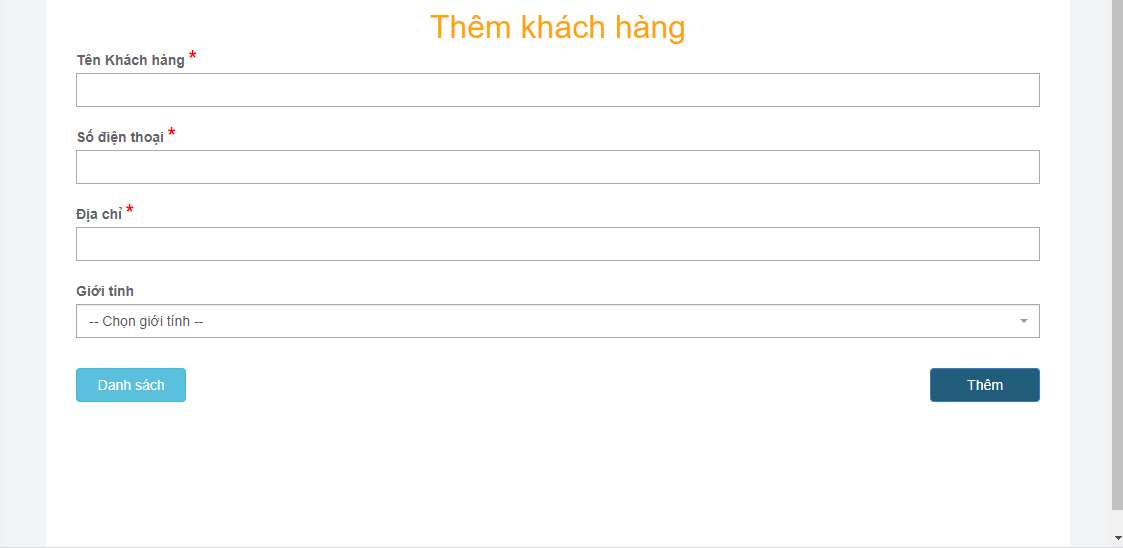 Thêm khách hàng
Tên Khách hàng *
Số điện thoại *
Địa chỉ *
Giới tính
-- Chọn giới tính --
Danh sách
Thêm